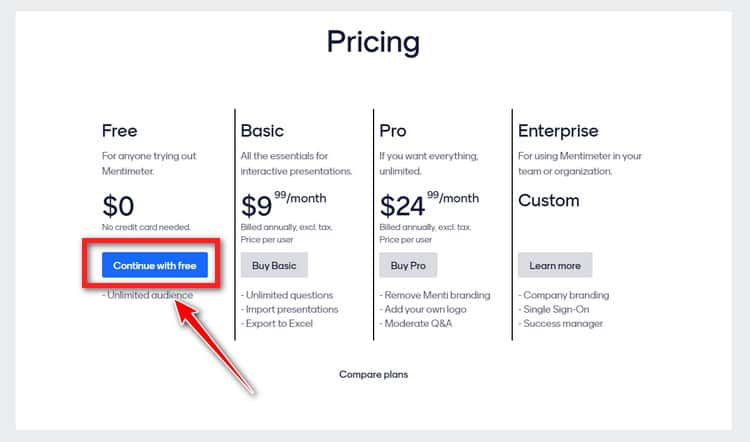 Pricing
Free
For anyone trying out
Mentimeter.
$0
No credit card needed.
Continue with free
- Unlimited audience
Basic
All the essentials for
interactive presentations.
$9 99/month
Billed annually, excl. tax.
Price per user
Buy Basic
- Unlimited questions
- Import presentations
- Export to Excel
Pro
If you want everything,
unlimited.
$24 99/month
Billed annually, excl. tax.
Price per user
Buy Pro
- Remove Menti branding
- Add your own logo
- Moderate Q&A
Enterprise
For using Mentimeter in your
team or organization.
Custom
Learn more
- Company branding
- Single Sign-On
- Success manager
Compare plans